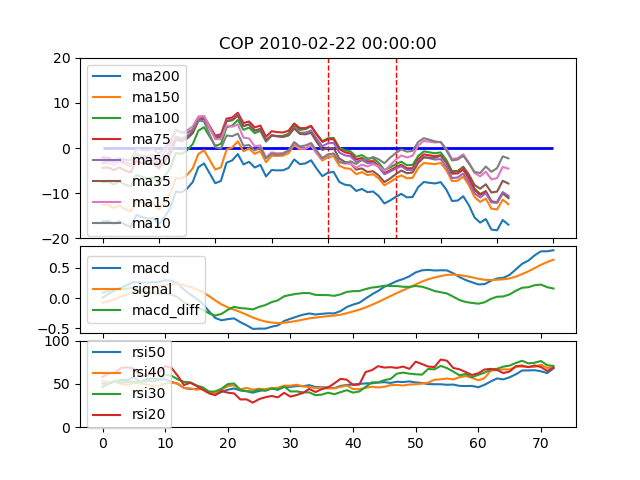 COP 2010-02-22 00:00:00
20
10
0
−10
−20
ma200
ma150
ma100
ma75
ma50
ma35
ma15
ma10
0.5
0.0
−0.5
macd
signal
macd_diff
100
50
0
rsi50
rsi40
rsi30
rsi20
0 10 20 30 40 50 60 70